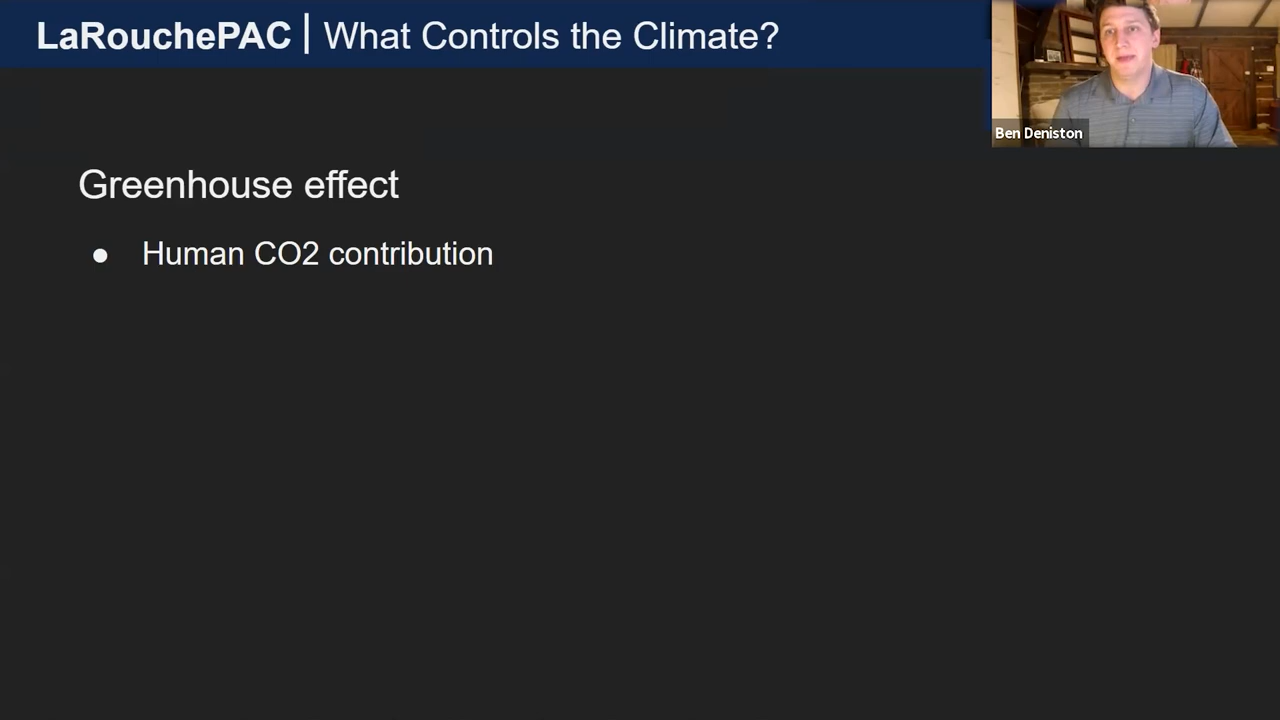 LaRouchePAC | What Controls the Climate?
Ben Deniston
Greenhouse effect
● Human CO2 contribution